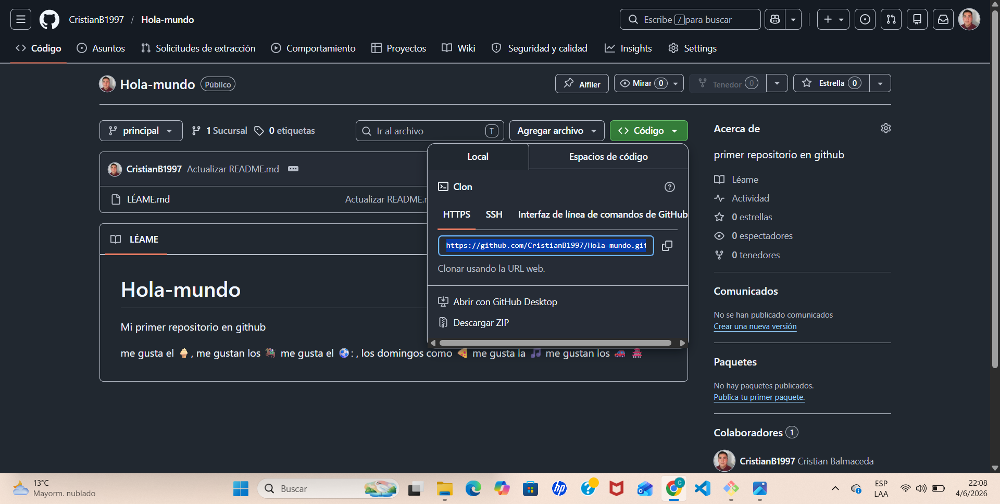 CristianB1997 / Hola-mundo
Escribe / para buscar
Código
Asuntos
Solicitudes de extracción
Comportamiento
Proyectos
Wiki
Seguridad y calidad
Insights
Settings
Hola-mundo Público
Alfiler
Mirar 0
Tenedor 0
Estrella 0
principal
1 Sucursal
0 etiquetas
Ir al archivo T
Agregar archivo
Código
Local
Espacios de código
Clon
HTTPS
SSH
Interfaz de línea de comandos de GitHub
https://github.com/CristianB1997/Hola-mundo.git
Clonar usando la URL web.
Abrir con GitHub Desktop
Descargar ZIP
CristianB1997 Actualizar README.md
LÉAME.md
Actualizar README.
LÉAME
Hola-mundo
Mi primer repositorio en github
me gusta el 🍦, me gustan los 🐎 me gusta el ⚽:, los domingos como 🍕 me gusta la 🎵 me gustan los 🚗 🏯
Acerca de
primer repositorio en github
Léame
Actividad
0 estrellas
0 espectadores
0 tenedores
Comunicados
No se han publicado comunicados
Crear una nueva versión
Paquetes
No hay paquetes publicados.
Publica tu primer paquete.
Colaboradores 1
CristianB1997 Cristian Balmaceda
13°C
Mayorm. nublado
Buscar
hp
C
ESP
LAA
22:08
4/6/2026